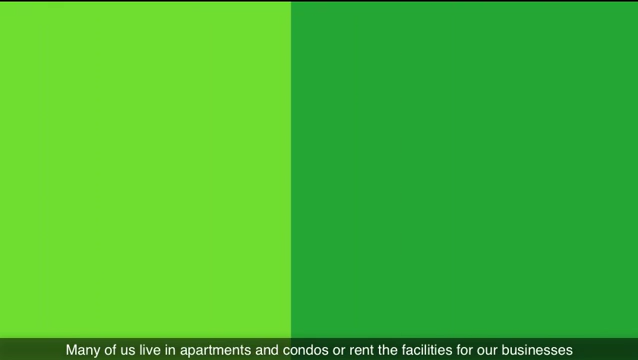 Many of us live in apartments and condos or rent the facilities for our businesses